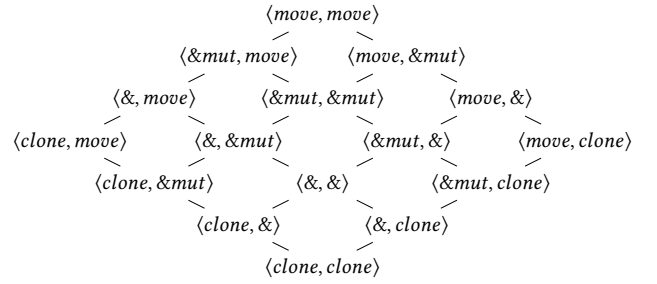 ⟨move, move⟩
⟨&mut, move⟩ ⟨move, &mut⟩
⟨&, move⟩ ⟨&mut, &mut⟩ ⟨move, &⟩
⟨clone, move⟩ ⟨&, &mut⟩ ⟨&mut, &⟩ ⟨move, clone⟩
⟨clone, &mut⟩ ⟨&, &⟩ ⟨&mut, clone⟩
⟨clone, &⟩ ⟨&, clone⟩
⟨clone, clone⟩